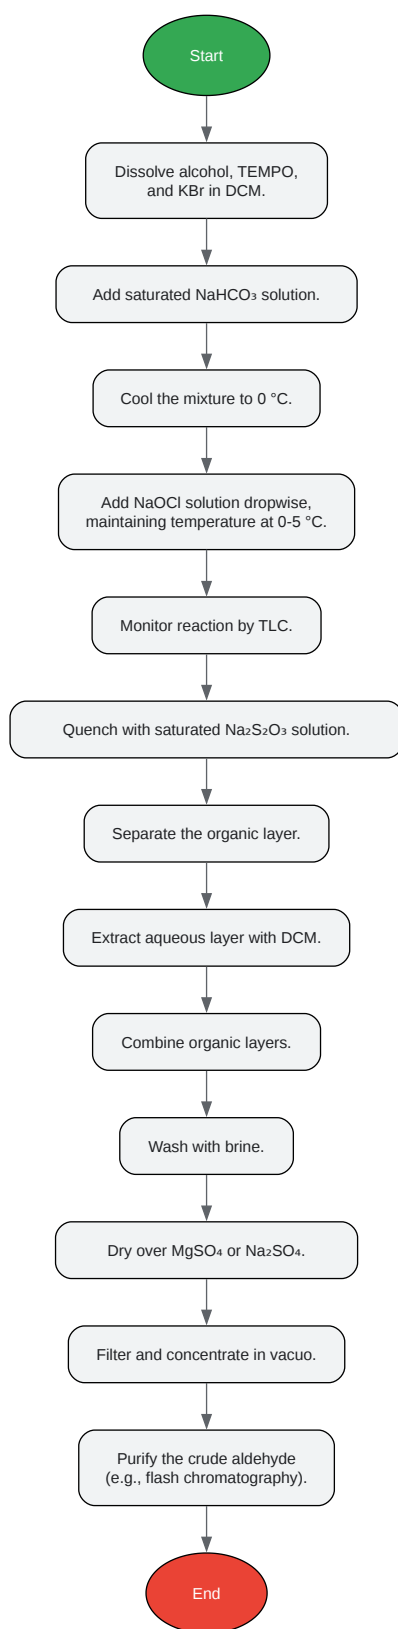 Start
Dissolve alcohol, TEMPO,
and KBr in DCM.
Add saturated NaHCO₃ solution.
Cool the mixture to 0 °C.
Add NaOCl solution dropwise,
maintaining temperature at 0-5 °C.
Monitor reaction by TLC.
Quench with saturated Na₂S₂O₃ solution.
Separate the organic layer.
Extract aqueous layer with DCM.
Combine organic layers.
Wash with brine.
Dry over MgSO₄ or Na₂SO₄.
Filter and concentrate in vacuo.
Purify the crude aldehyde
(e.g., flash chromatography).
End